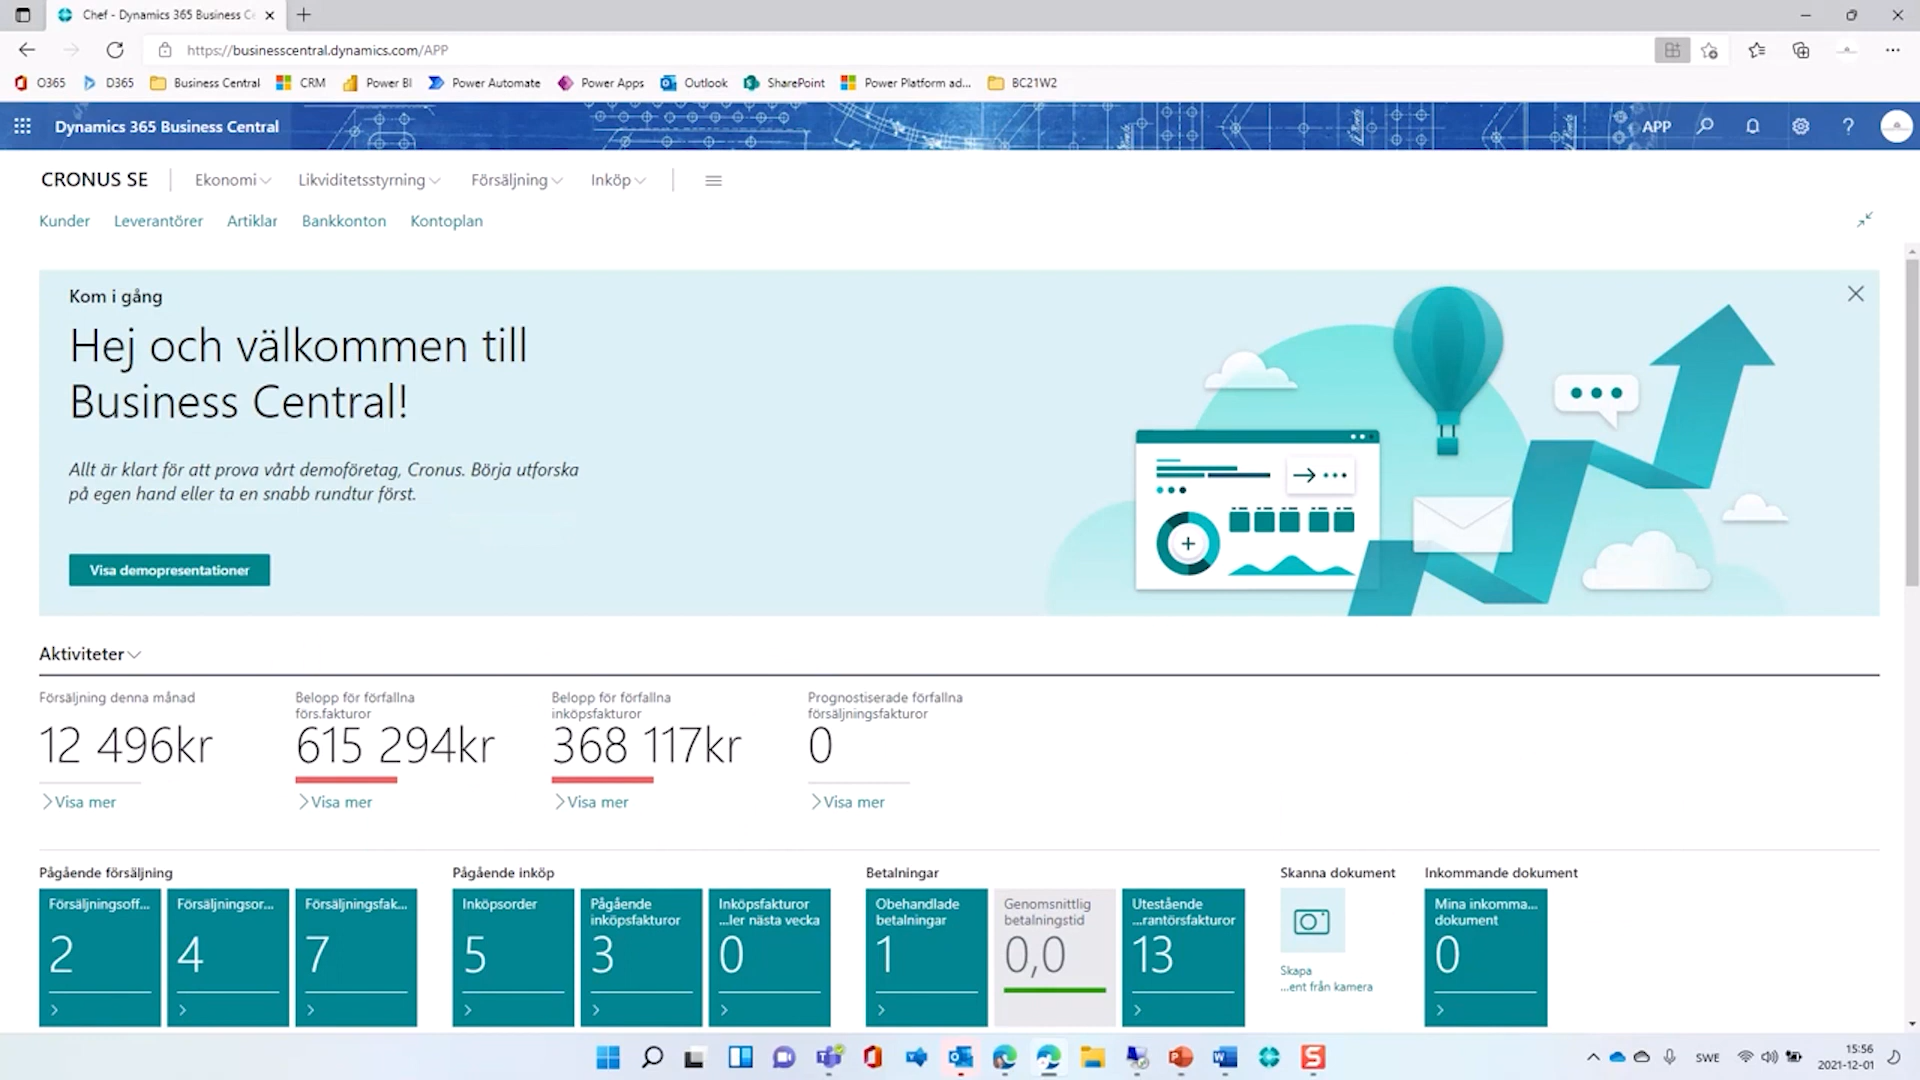 Chef - Dynamics 365 Business Ce
https://businesscentral.dynamics.com/APP
O365 D365 Business Central CRM Power BI Power Automate Power Apps Outlook SharePoint Power Platform ad... BC21W2
Dynamics 365 Business Central APP ?
CRONUS SE Ekonomi Likviditetsstyrning Försäljning Inköp
Kunder Leverantörer Artiklar Bankkonton Kontoplan
Kom i gång
Hej och välkommen till
Business Central!
Allt är klart för att prova vårt demoföretag, Cronus. Börja utforska
på egen hand eller ta en snabb rundtur först.
Visa demopresentationer
Aktiviteter
Försäljning denna månad
12 496kr
Visa mer
Belopp för förfallna
förs.fakturor
615 294kr
Visa mer
Belopp för förfallna
inköpsfakturor
368 117kr
Visa mer
Prognostiserade förfallna
försäljningsfakturor
0
Visa mer
Pågående försäljning
Försäljningsoff...
2
Försäljningsor...
4
Försäljningsfak...
7
Pågående inköp
Inköpsorder
5
Pågående
inköpsfakturor
3
Inköpsfakturor
...ler nästa vecka
0
Betalningar
Obehandlade
betalningar
1
Genomsnittlig
betalningstid
0,0
Utestående
...rantörsfakturor
13
Skanna dokument
Skapa
...ent från kamera
Inkommande dokument
Mina inkomma...
dokument
0
SWE
15:56
2021-12-01